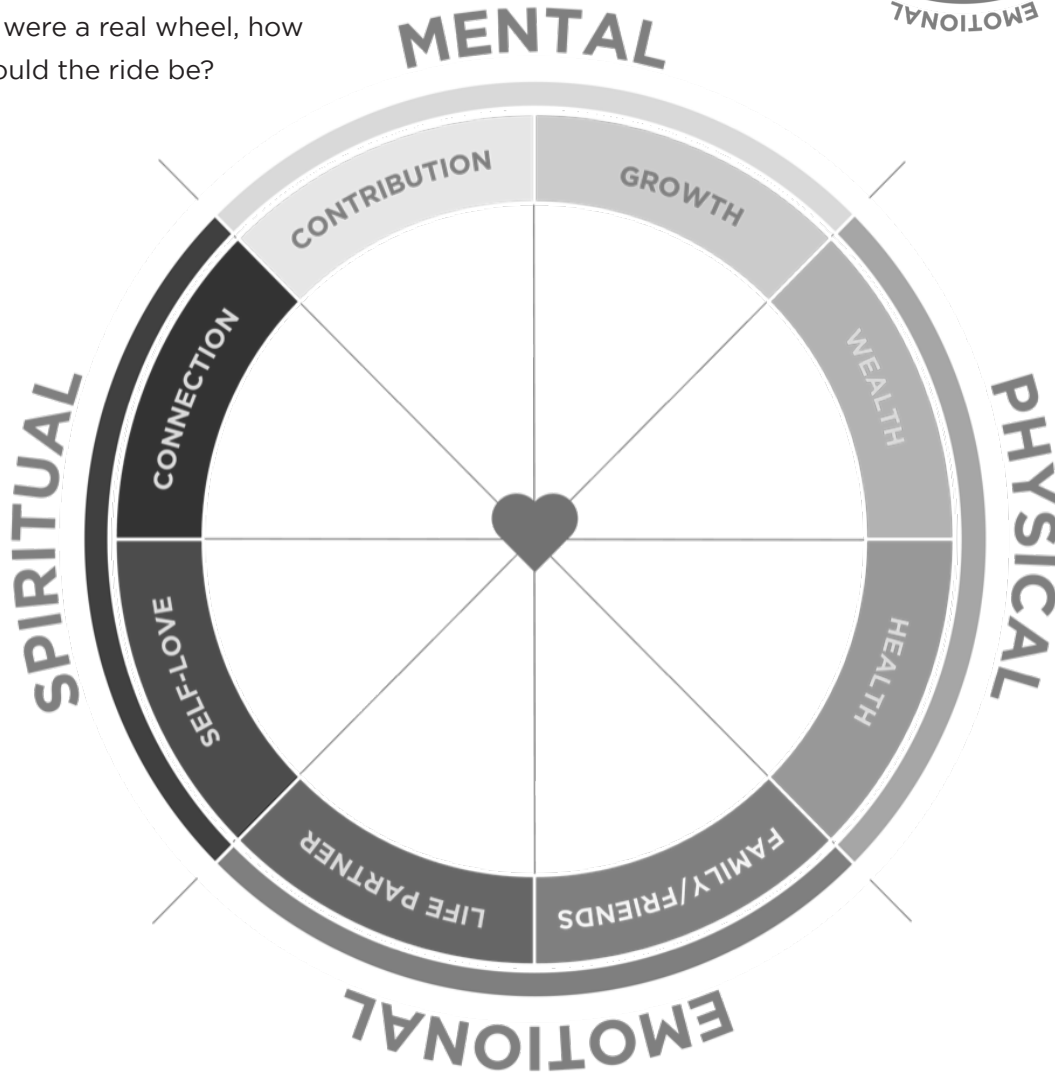 were a real wheel, how
ould the ride be?
EMOTIONAL
MENTAL
CONTRIBUTION
GROWTH
CONNECTION
WEALTH
SPIRITUAL
PHYSICAL
SELF-LOVE
HEALTH
LIFE PARTNER
FAMILY/FRIENDS
EMOTIONAL